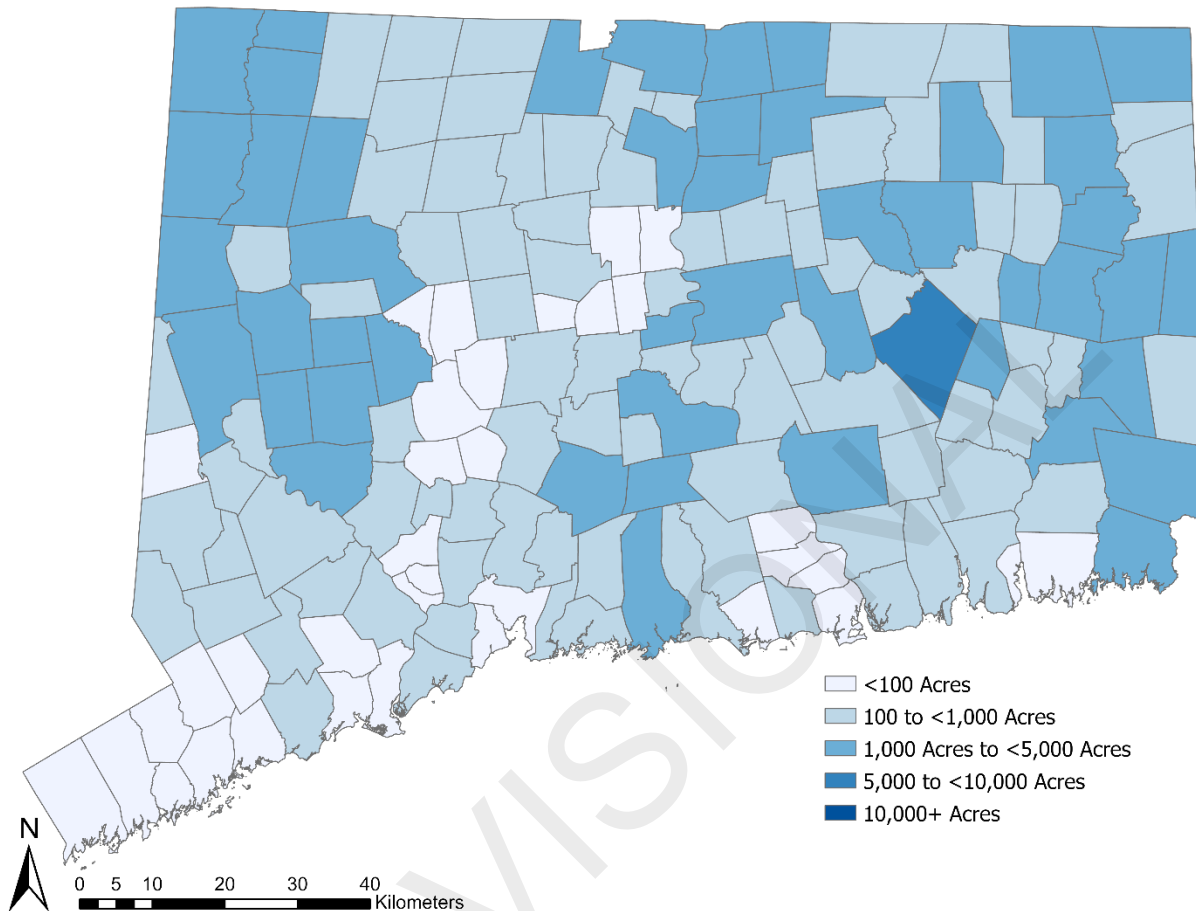 VISIONAL
<100 Acres
100 to <1,000 Acres
1,000 Acres to <5,000 Acres
5,000 to <10,000 Acres
10,000+ Acres
N
0 5 10 20 30 40
Kilometers